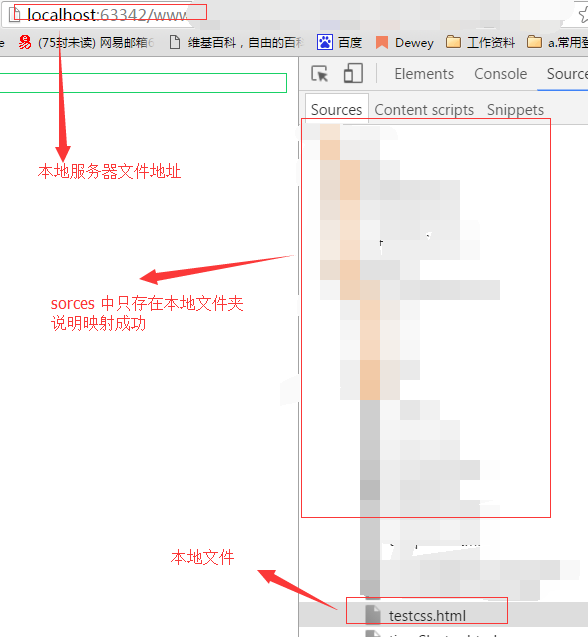 localhost:63342/www
(75封未读) 网易邮箱6 维基百科，自由的百科 百度 Dewey 工作资料 a.常用登
Elements Console Source
Sources Content scripts Snippets
本地服务器文件地址
sorces 中只存在本地文件夹
说明映射成功
本地文件
testcss.html